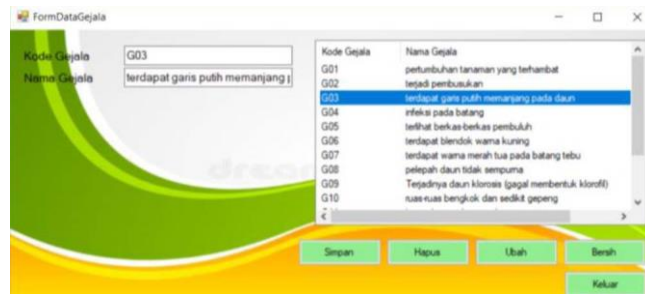 FormDataGejala
Kode Gejala G03
Nama Gejala terdapat garis putih memanjang p
Kode Gejala Nama Gejala
G01 pertumbuhan tanaman yang terhambat
G02 terjadi pembusukan
G03 terdapat garis putih memanjang pada daun
G04 infeksi pada batang
G05 terlihat berkas-berkas pembuluh
G06 terdapat blendok warna kuning
G07 terdapat warna merah tua pada batang tebu
G08 pelepah daun tidak sempurna
G09 Terjadinya daun klorosis (gagal membentuk klorofil)
G10 ruas-ruas bengkok dan sedikit gepeng
Simpan Hapus Ubah Bersih
Keluar